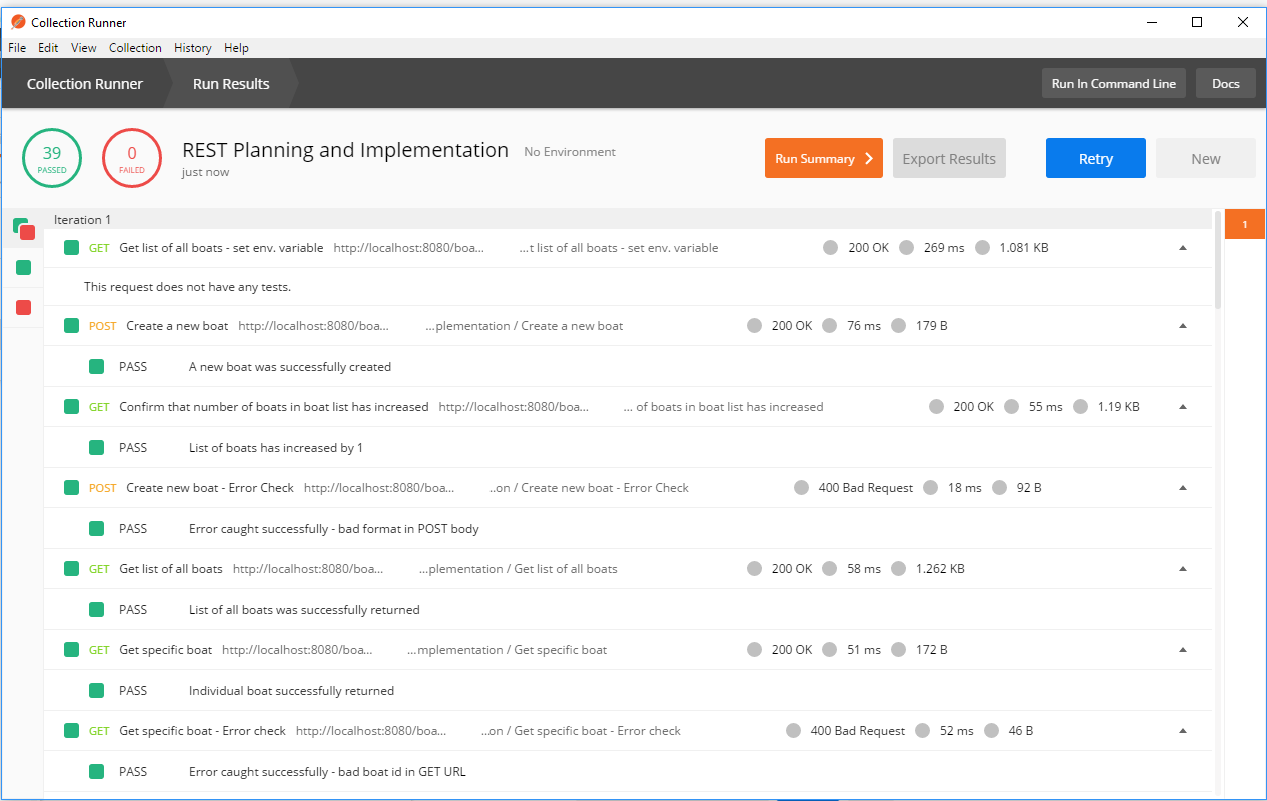 Collection Runner
File Edit View Collection History Help
Collection Runner Run Results Run In Command Line Docs
39 PASSED 0 FAILED REST Planning and Implementation No Environment Run Summary Export Results Retry New
just now
Iteration 1 1
GET Get list of all boats - set env. variable http://localhost:8080/boa... ...t list of all boats - set env. variable 200 OK 269 ms 1.081 KB
This request does not have any tests.
POST Create a new boat http://localhost:8080/boa... ...plementation / Create a new boat 200 OK 76 ms 179 B
PASS A new boat was successfully created
GET Confirm that number of boats in boat list has increased http://localhost:8080/boa... ... of boats in boat list has increased 200 OK 55 ms 1.19 KB
PASS List of boats has increased by 1
POST Create new boat - Error Check http://localhost:8080/boa... ..on / Create new boat - Error Check 400 Bad Request 18 ms 92 B
PASS Error caught successfully - bad format in POST body
GET Get list of all boats http://localhost:8080/boa... ...plementation / Get list of all boats 200 OK 58 ms 1.262 KB
PASS List of all boats was successfully returned
GET Get specific boat http://localhost:8080/boa... ...mplementation / Get specific boat 200 OK 51 ms 172 B
PASS Individual boat successfully returned
GET Get specific boat - Error check http://localhost:8080/boa... ...on / Get specific boat - Error check 400 Bad Request 52 ms 46 B
PASS Error caught successfully - bad boat id in GET URL